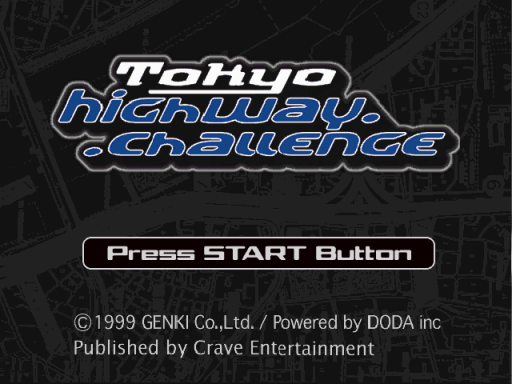 Tokyo
highway.
.challenge
Press START Button
©1999 GENKI Co.,Ltd. / Powered by DODA inc
Published by Crave Entertainment